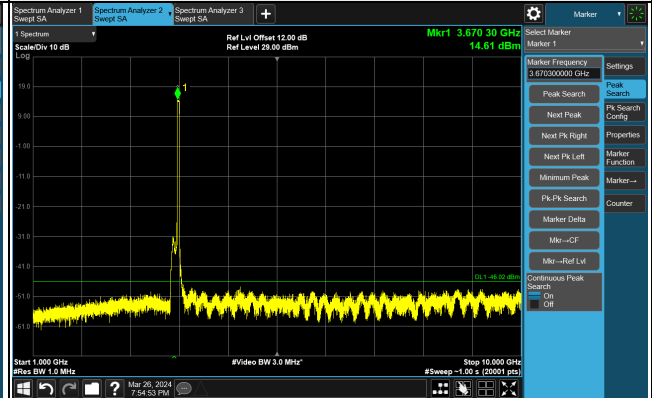 Spectrum Analyzer 1
Swept SA
Spectrum Analyzer 2
Swept SA
Spectrum Analyzer 3
Swept SA
+
Marker
1 Spectrum
Scale/Div 10 dB
Log
Ref Lvl Offset 12.00 dB
Ref Level 29.00 dBm
Mkr1 3.670 30 GHz
14.61 dBm
1
19.0
9.00
-1.00
-11.0
-21.0
-31.0
-41.0
-51.0
-61.0
DL1 -46.02 dBm
Start 1.000 GHz
#Res BW 1.0 MHz
#Video BW 3.0 MHz*
Stop 10.000 GHz
#Sweep ~1.00 s (20001 pts)
Select Marker
Marker 1
Marker Frequency
3.670300000 GHz
Peak Search
Next Peak
Next Pk Right
Next Pk Left
Minimum Peak
Pk-Pk Search
Marker Delta
Mkr→CF
Mkr→Ref Lvl
Continuous Peak
Search
On
Off
Settings
Peak
Search
Pk Search
Config
Properties
Marker
Function
Marker→
Counter
?
Mar 26, 2024
7:54:53 PM